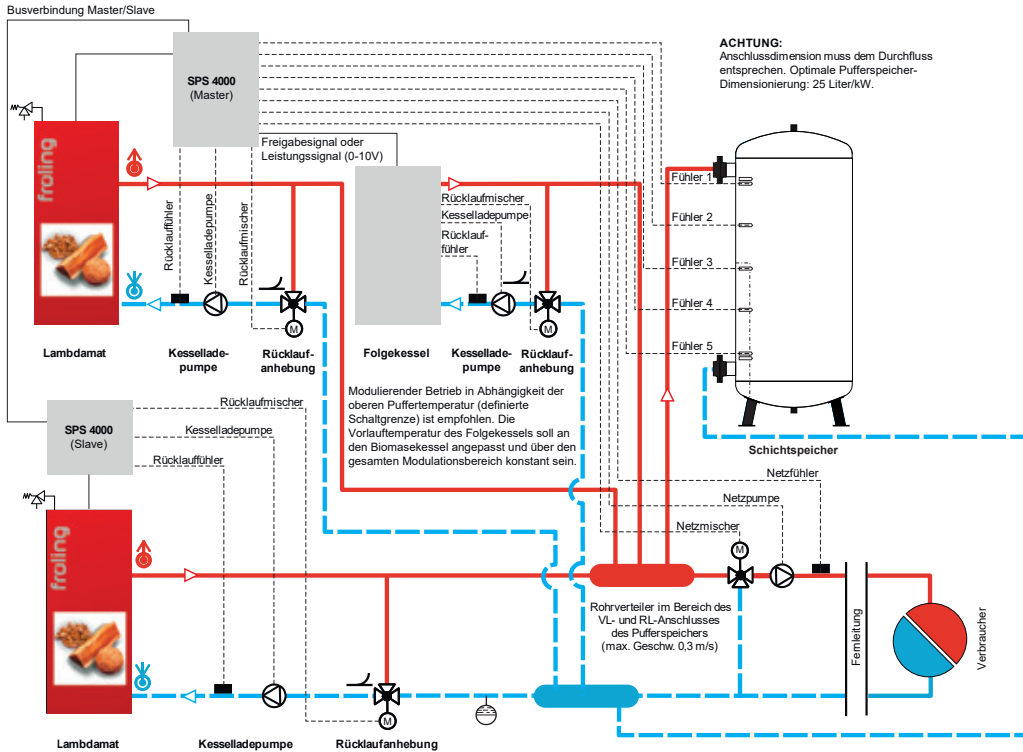 Busverbindung Master/Slave
SPS 4000
(Master)
ACHTUNG:
Anschlussdimension muss dem Durchfluss
entsprechen. Optimale Pufferspeicher-
Dimensionierung: 25 Liter/kW.
Freigabesignal oder
Leistungssignal (0-10V)
froling
Rücklauffühler
Kesselladepumpe
Rücklaufmischer
Rücklaufmischer
Kesselladepumpe
Rücklauf-
fühler
Fühler 1
Fühler 2
Fühler 3
Fühler 4
Fühler 5
M
M
Lambdamat
Kessellade-
pumpe
Rücklauf-
anhebung
Folgekessel
Kessellade-
pumpe
Rücklauf-
anhebung
Modulierender Betrieb in Abhängigkeit der
oberen Puffertemperatur (definierte
Schaltgrenze) ist empfohlen. Die
Vorlauftemperatur des Folgekessels soll an
den Biomasekessel angepasst und über den
gesamten Modulationsbereich konstant sein.
SPS 4000
(Slave)
Rücklaufmischer
Kesselladepumpe
Rücklauffühler
Schichtspeicher
Netzfühler
Netzpumpe
Netzmischer
M
froling
Rohrverteiler im Bereich des
VL- und RL-Anschlusses
des Pufferspeichers
(max. Geschw. 0,3 m/s)
Fernleitung
Verbraucher
M
Lambdamat
Kesselladepumpe
Rücklaufanhebung